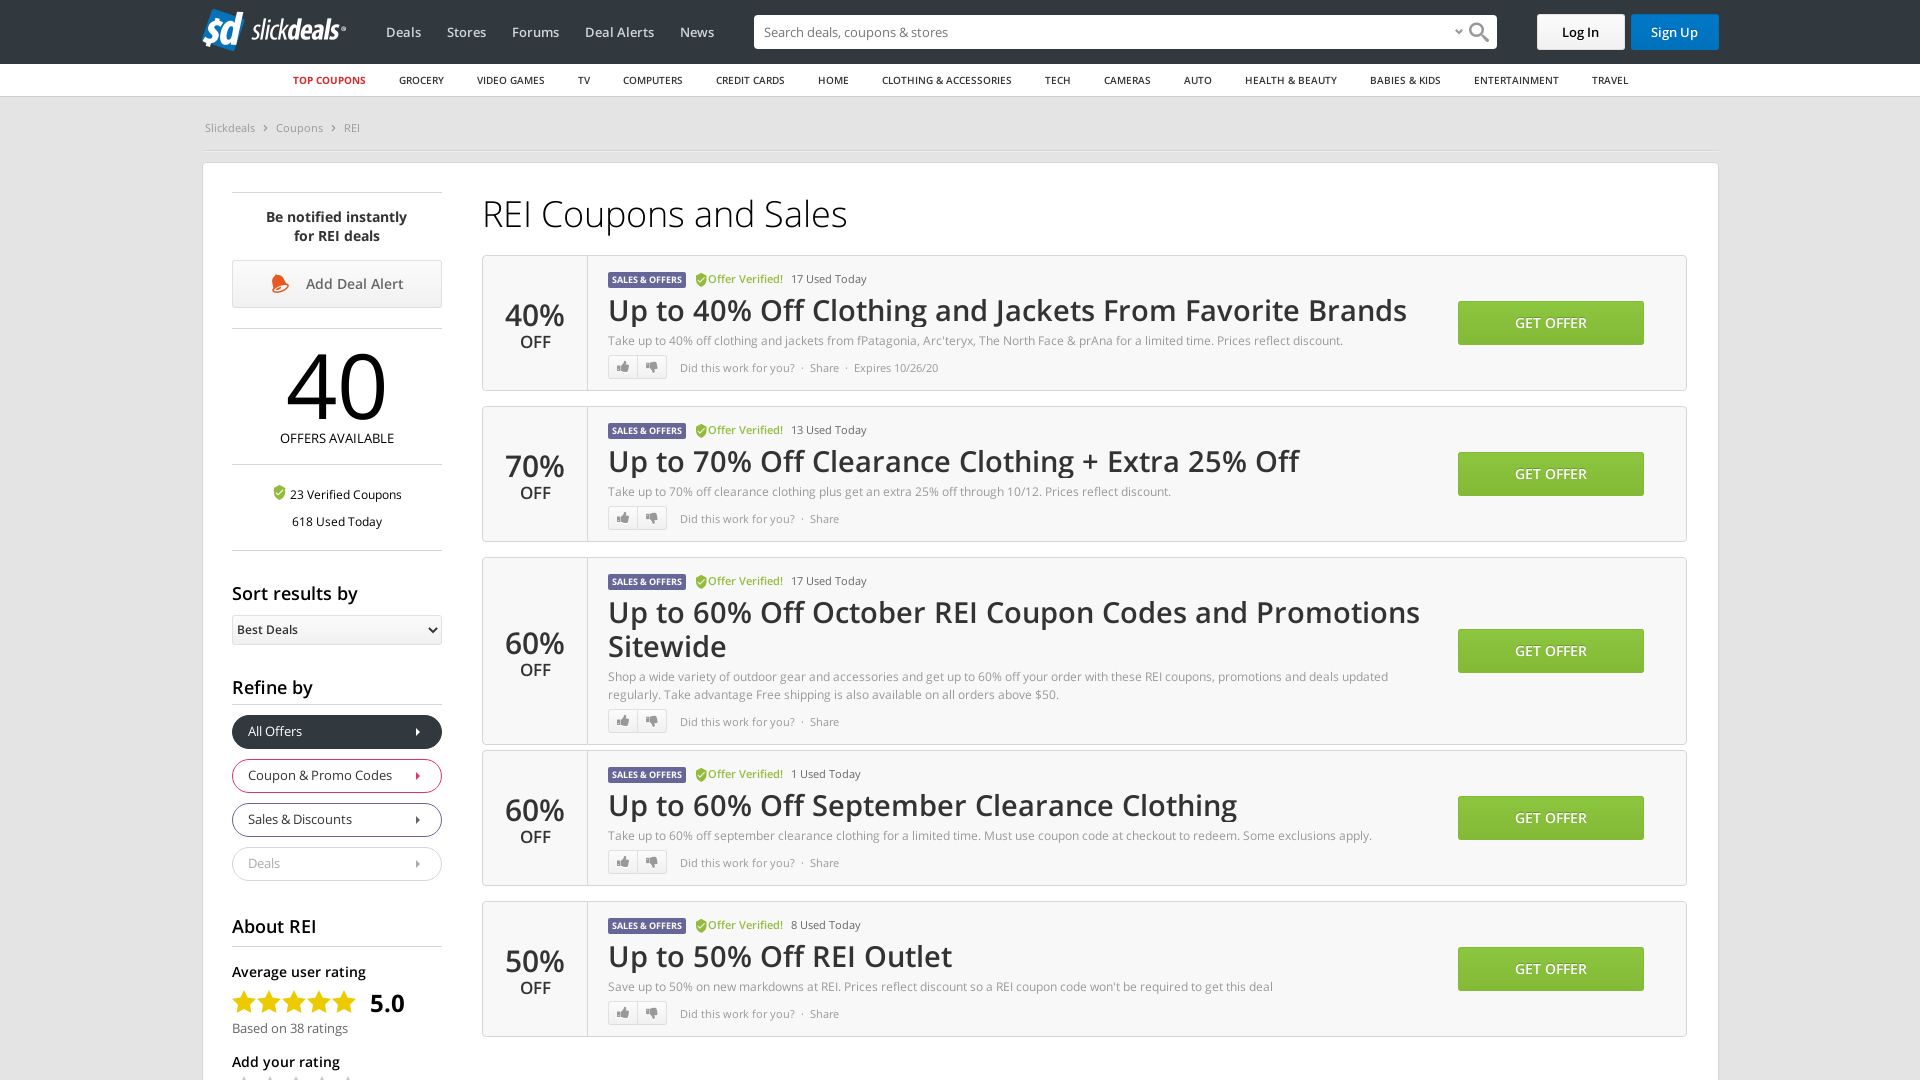 slickdeals
Deals
Stores
Forums
Deal Alerts
News
Search deals, coupons & stores
Log In
Sign Up
TOP COUPONS
GROCERY
VIDEO GAMES
TV
COMPUTERS
CREDIT CARDS
HOME
CLOTHING & ACCESSORIES
TECH
CAMERAS
AUTO
HEALTH & BEAUTY
BABIES & KIDS
ENTERTAINMENT
TRAVEL
Slickdeals
Coupons
REI
Be notified instantly
for REI deals
Add Deal Alert
40
OFFERS AVAILABLE
23 Verified Coupons
618 Used Today
Sort results by
Best Deals
Refine by
All Offers
Coupon & Promo Codes
Sales & Discounts
Deals
About REI
Average user rating
5.0
Based on 38 ratings
Add your rating
REI Coupons and Sales
40%
OFF
SALES & OFFERS Offer Verified! 17 Used Today
Up to 40% Off Clothing and Jackets From Favorite Brands
Take up to 40% off clothing and jackets from fPatagonia, Arc'teryx, The North Face & prAna for a limited time. Prices reflect discount.
Did this work for you? · Share · Expires 10/26/20
GET OFFER
70%
OFF
SALES & OFFERS Offer Verified! 13 Used Today
Up to 70% Off Clearance Clothing + Extra 25% Off
Take up to 70% off clearance clothing plus get an extra 25% off through 10/12. Prices reflect discount.
Did this work for you? · Share
GET OFFER
60%
OFF
SALES & OFFERS Offer Verified! 17 Used Today
Up to 60% Off October REI Coupon Codes and Promotions
Sitewide
Shop a wide variety of outdoor gear and accessories and get up to 60% off your order with these REI coupons, promotions and deals updated
regularly. Take advantage Free shipping is also available on all orders above $50.
Did this work for you? · Share
GET OFFER
60%
OFF
SALES & OFFERS Offer Verified! 1 Used Today
Up to 60% Off September Clearance Clothing
Take up to 60% off september clearance clothing for a limited time. Must use coupon code at checkout to redeem. Some exclusions apply.
Did this work for you? · Share
GET OFFER
50%
OFF
SALES & OFFERS Offer Verified! 8 Used Today
Up to 50% Off REI Outlet
Save up to 50% on new markdowns at REI. Prices reflect discount so a REI coupon code won't be required to get this deal
Did this work for you? · Share
GET OFFER